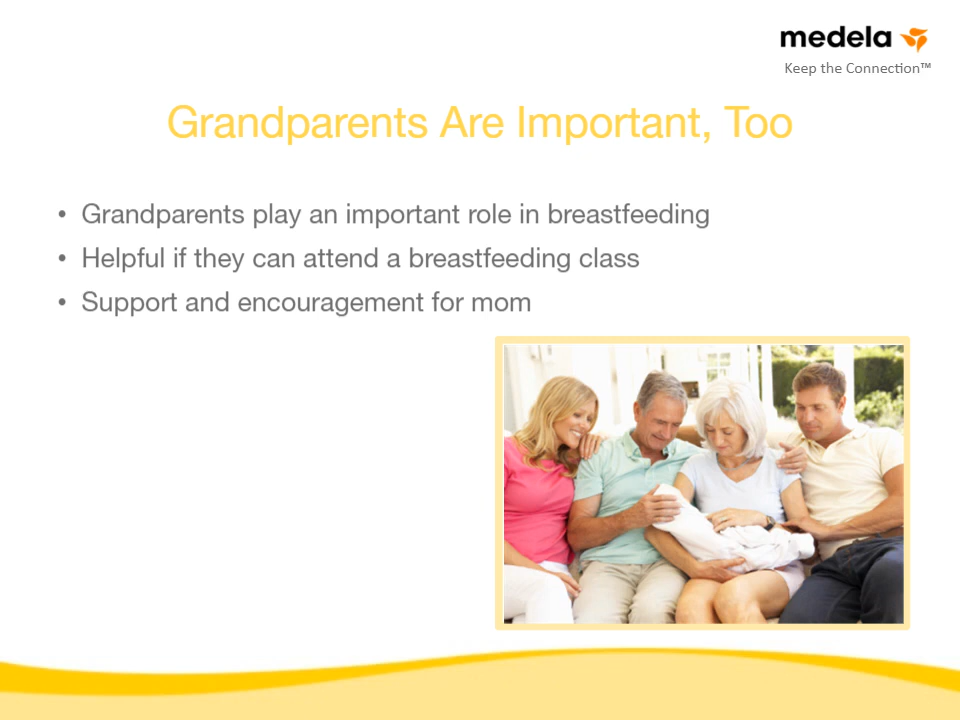 medela
Keep the Connection™
Grandparents Are Important, Too
• Grandparents play an important role in breastfeeding
• Helpful if they can attend a breastfeeding class
• Support and encouragement for mom